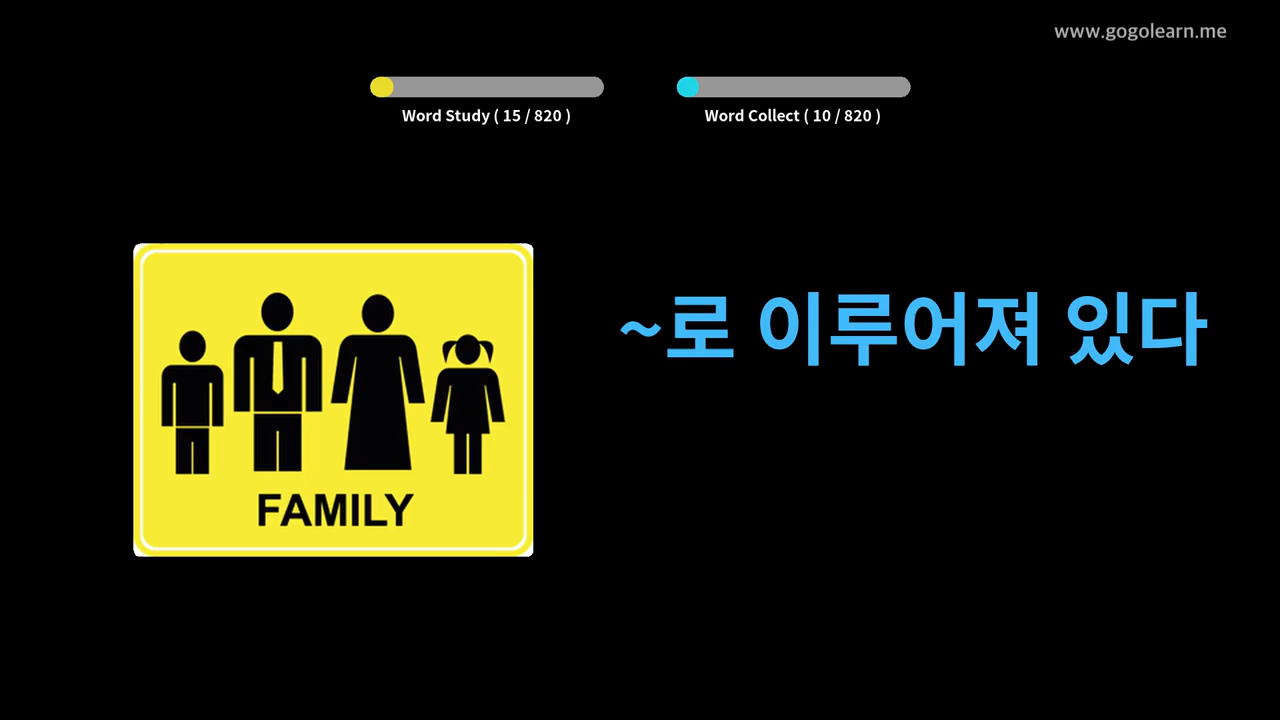 www.gogolearn.me
Word Study ( 15 / 820 )
Word Collect ( 10 / 820 )
~로 이루어져 있다
FAMILY